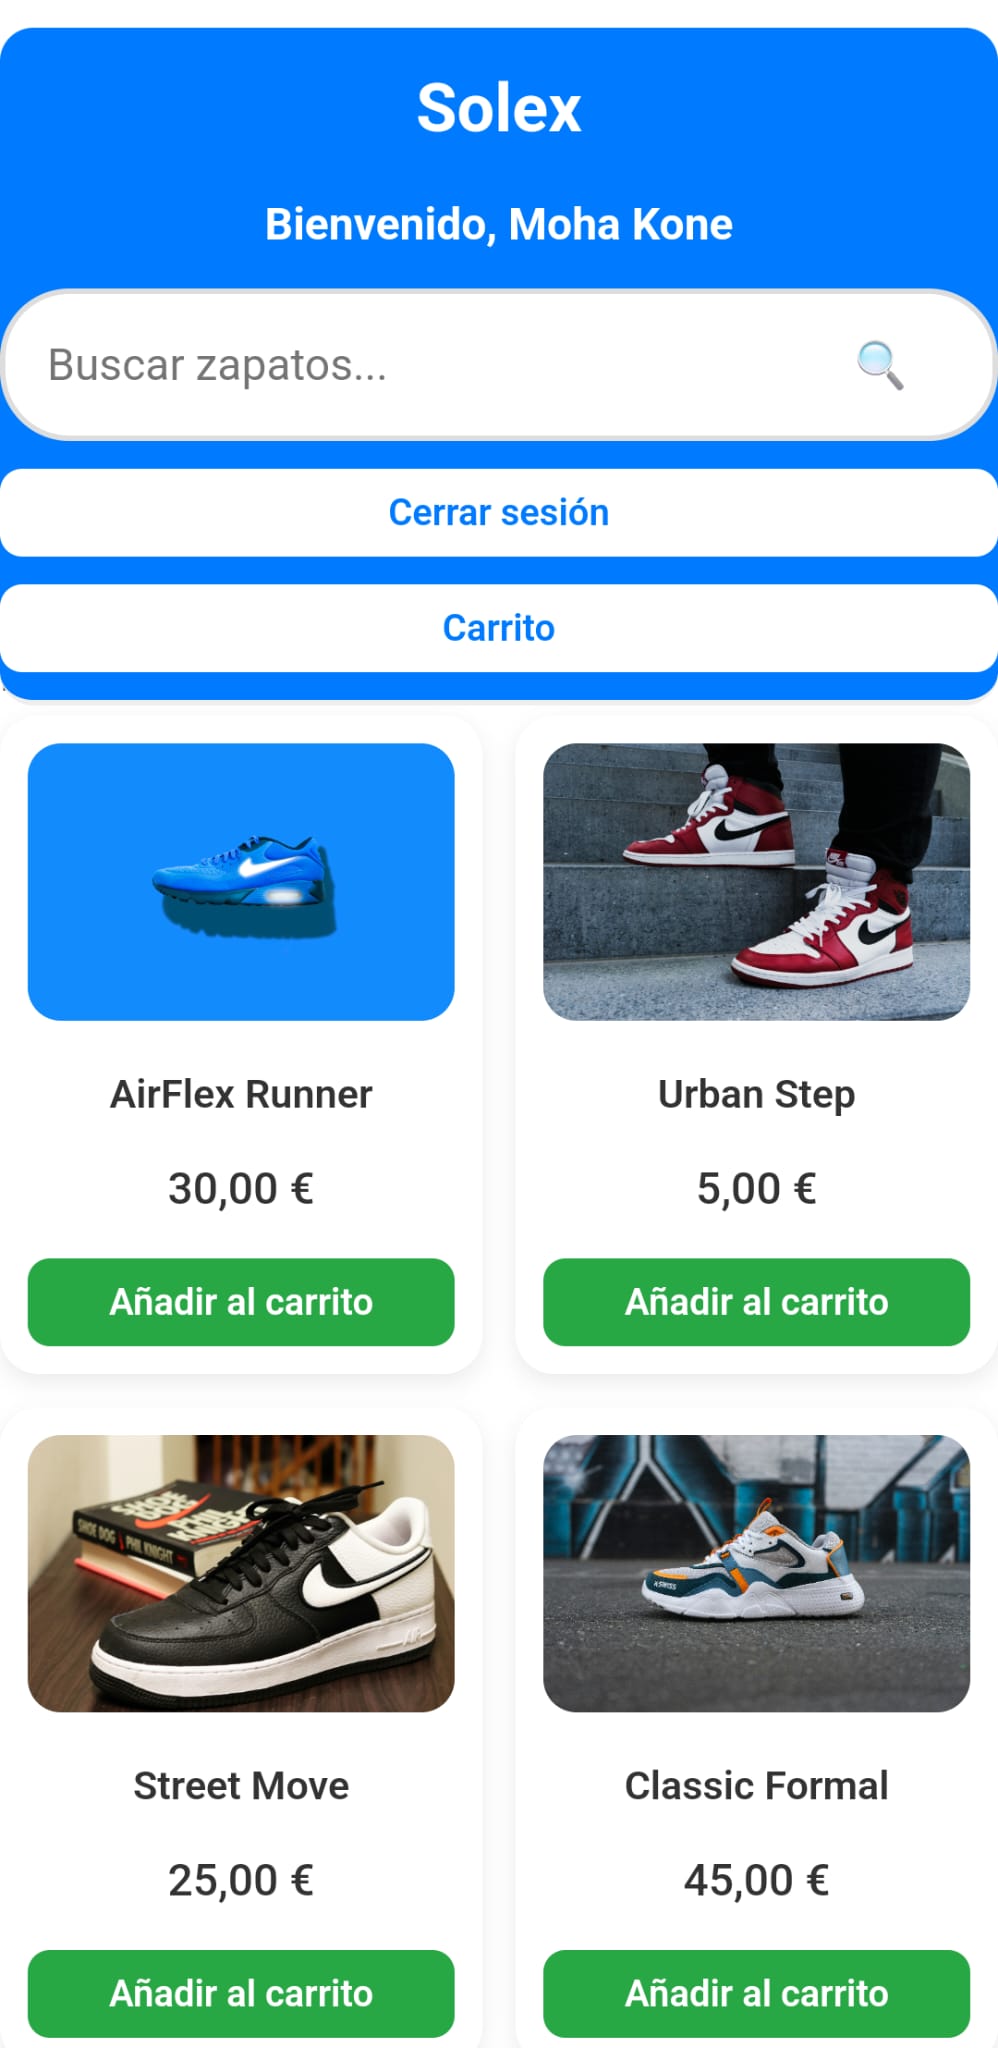 Solex
Bienvenido, Moha Kone
Buscar zapatos...
Cerrar sesión
Carrito
AirFlex Runner
30,00 €
Añadir al carrito
Urban Step
5,00 €
Añadir al carrito
SHOE DOG PHIL KNIGHT
AIR
Street Move
25,00 €
Añadir al carrito
K·SWISS
Classic Formal
45,00 €
Añadir al carrito